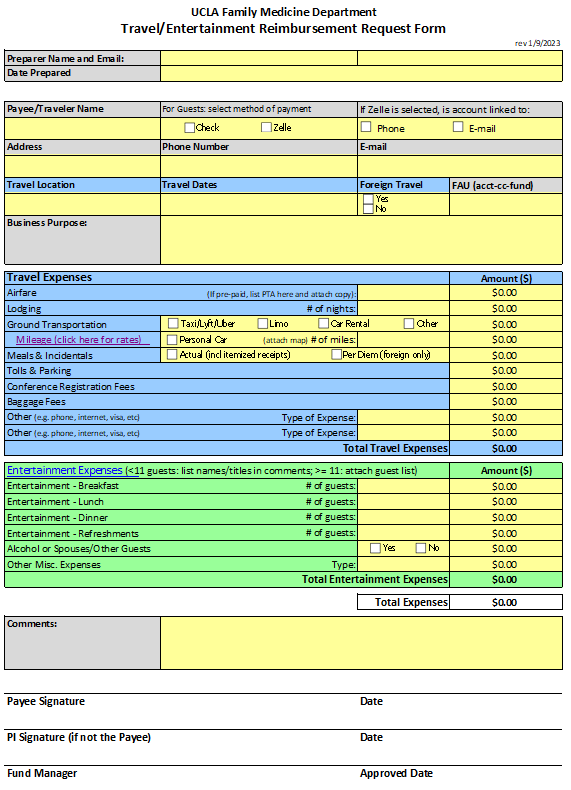 UCLA Family Medicine Department
Travel/Entertainment Reimbursement Request Form
rev 1/9/2023
Preparer Name and Email:
Date Prepared
Payee/Traveler Name For Guests: select method of payment If Zelle is selected, is account linked to:
Check Zelle Phone E-mail
Address Phone Number E-mail
Travel Location Travel Dates Foreign Travel FAU (acct-cc-fund)
Yes
No
Business Purpose:
Travel Expenses Amount ($)
Airfare (If pre-paid, list PTA here and attach copy): $0.00
Lodging # of nights: $0.00
Ground Transportation Taxi/Lyft/Uber Limo Car Rental Other $0.00
Mileage (click here for rates) Personal Car (attach map) # of miles: $0.00
Meals & Incidentals Actual (incl itemized receipts) Per Diem (foreign only) $0.00
Tolls & Parking $0.00
Conference Registration Fees $0.00
Baggage Fees $0.00
Other (e.g. phone, internet, visa, etc) Type of Expense: $0.00
Other (e.g. phone, internet, visa, etc) Type of Expense: $0.00
Total Travel Expenses $0.00
Entertainment Expenses (<11 guests: list names/titles in comments; >= 11: attach guest list) Amount ($)
Entertainment - Breakfast # of guests: $0.00
Entertainment - Lunch # of guests: $0.00
Entertainment - Dinner # of guests: $0.00
Entertainment - Refreshments # of guests: $0.00
Alcohol or Spouses/Other Guests Yes No $0.00
Other Misc. Expenses Type: $0.00
Total Entertainment Expenses $0.00
Total Expenses $0.00
Comments:
Payee Signature Date
PI Signature (if not the Payee) Date
Fund Manager Approved Date